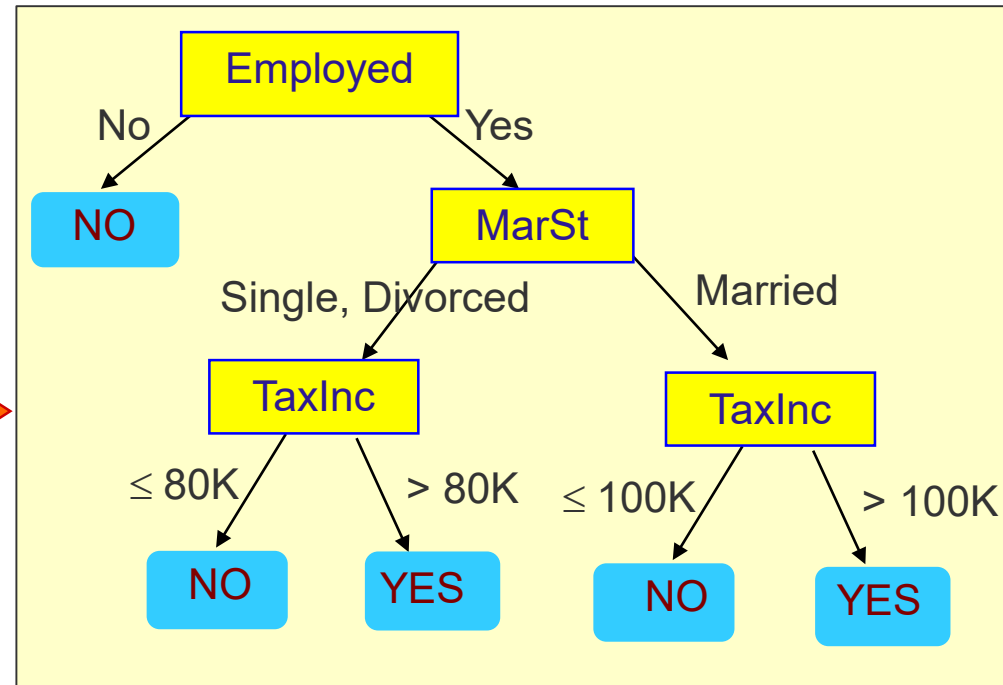 Employed
No
Yes
NO
MarSt
Single, Divorced
Married
TaxInc
TaxInc
≤ 80K
> 80K
≤ 100K
> 100K
NO
YES
NO
YES